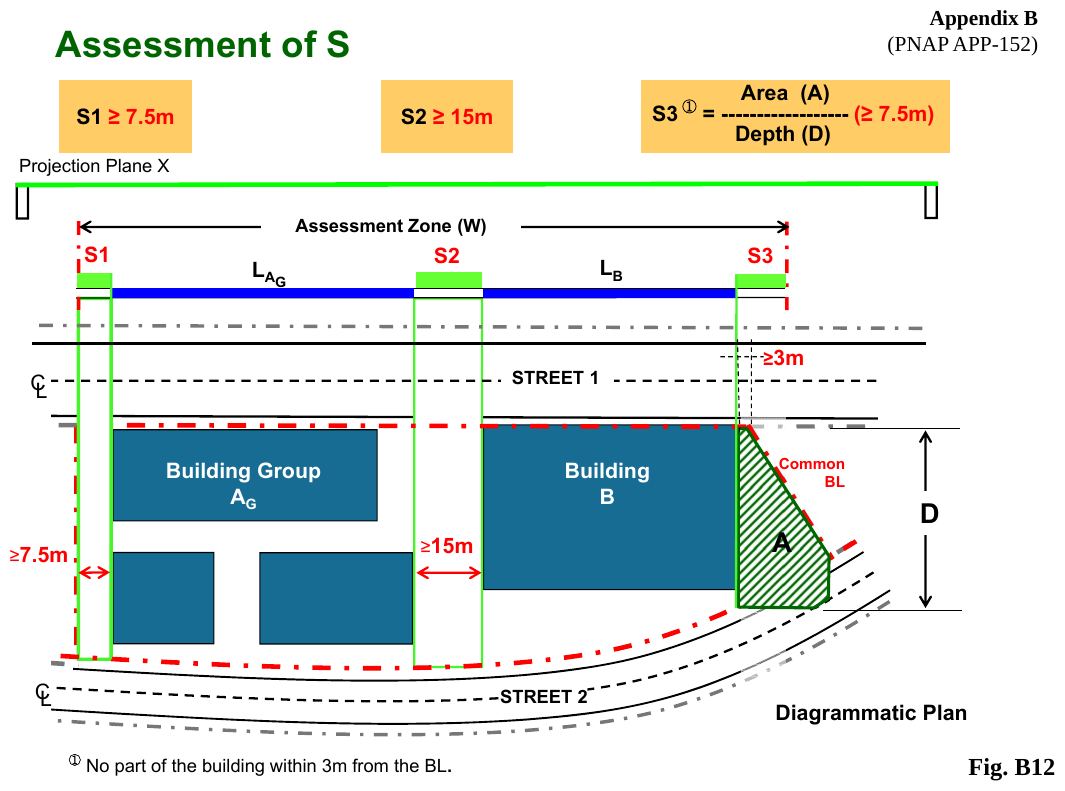 Appendix B
(PNAP APP-152)
Assessment of S
S1 ≥ 7.5m
S2 ≥ 15m
S3 ① = Area (A)
------------------ (≥ 7.5m)
Depth (D)
Projection Plane X
Assessment Zone (W)
S1
S2
S3
LAG
LB
≥3m
℄
STREET 1
Building Group
AG
Building
B
Common
BL
D
A
≥7.5m
≥15m
℄
STREET 2
Diagrammatic Plan
① No part of the building within 3m from the BL.
Fig. B12